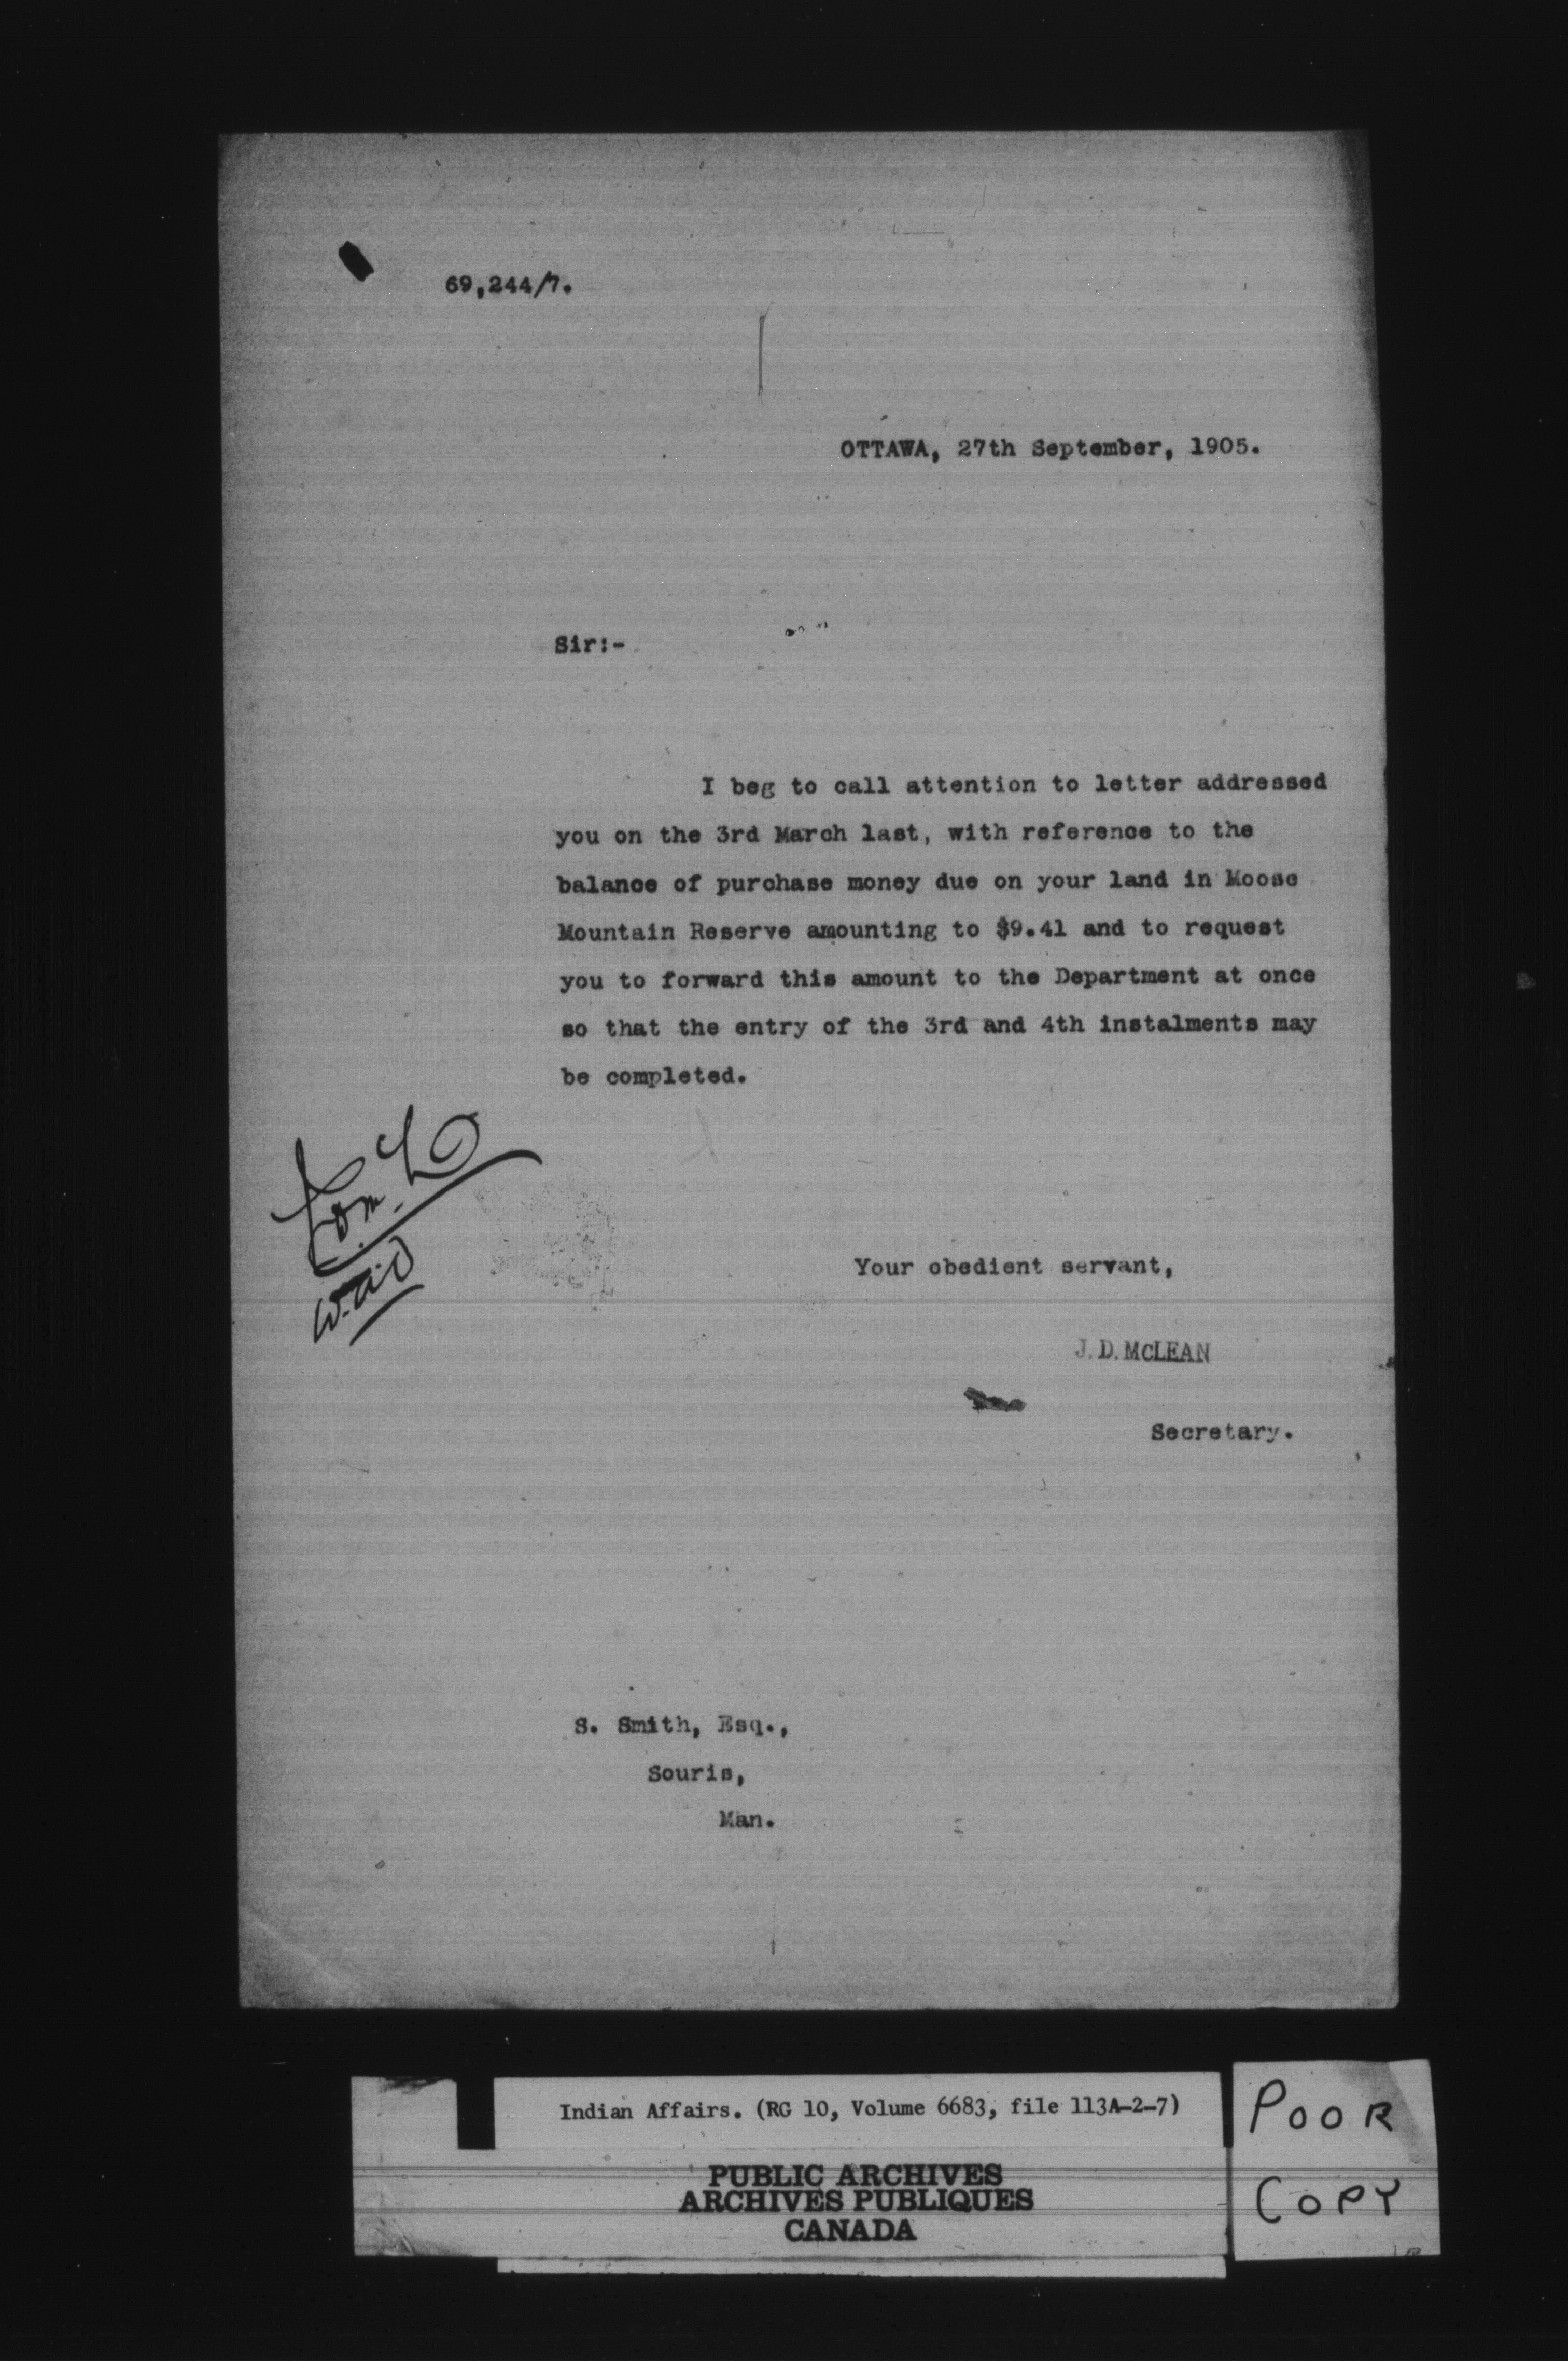 69,244/7.
OTTAWA, 27th September, 1905.
Sir:-
I beg to call attention to letter addressed
you on the 3rd March last, with reference to the
balance of purchase money due on your land in Moose
Mountain Reserve amounting to $9.41 and to request
you to forward this amount to the Department at once
so that the entry of the 3rd and 4th instalments may
be completed.
Your obedient servant,
J. D. McLEAN
Secretary.
S. Smith, Esq.,
Souris,
Man.
Indian Affairs. (RG 10, Volume 6683, file 113A-2-7)
PUBLIC ARCHIVES
ARCHIVES PUBLIQUES
CANADA
POOR
COPY